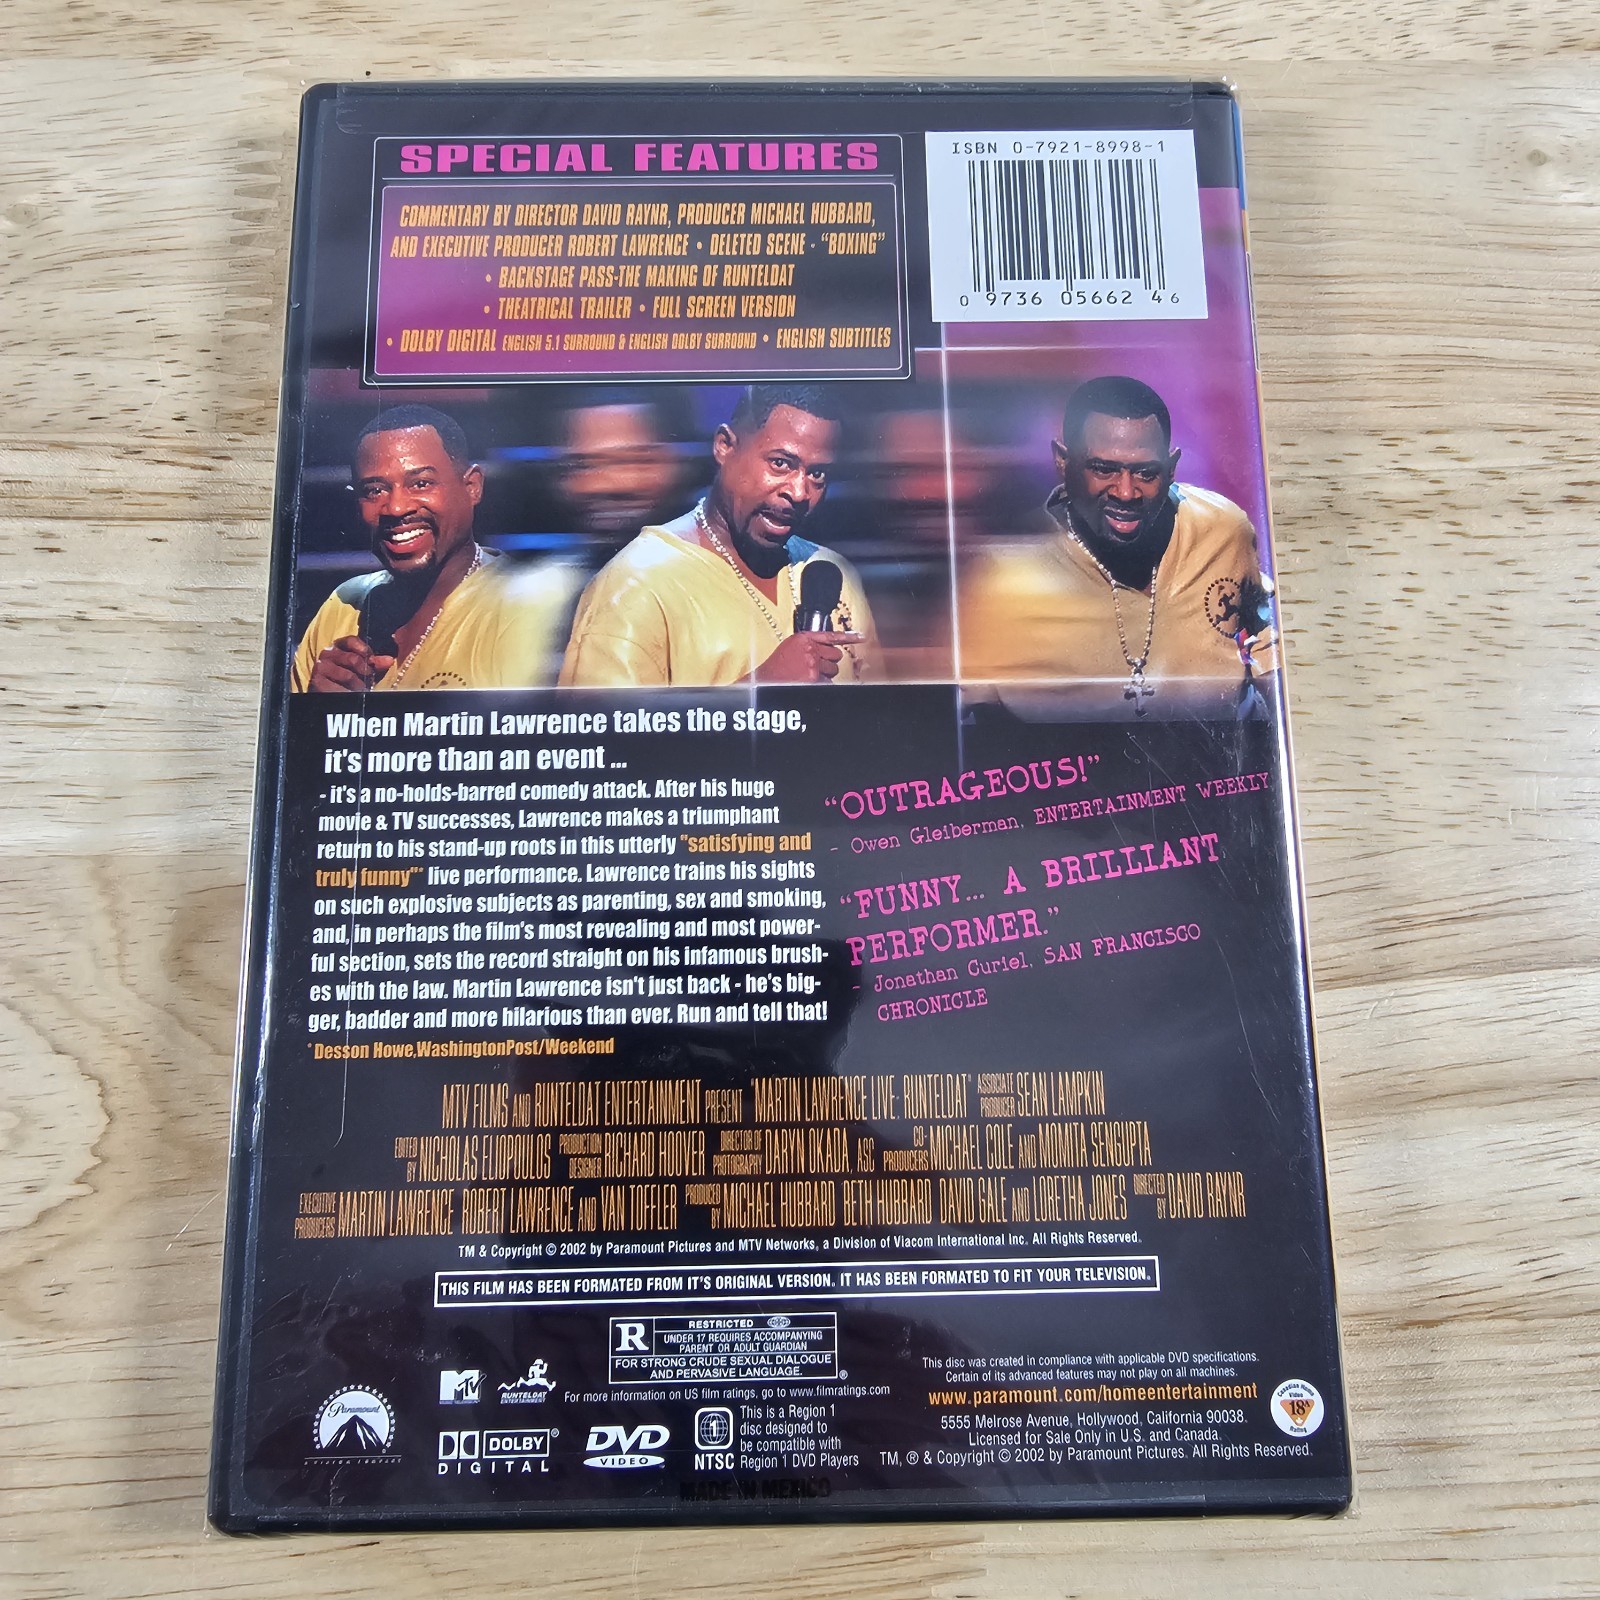 SPECIAL FEATURES
COMMENTARY BY DIRECTOR DAVID RAYNR, PRODUCER MICHAEL HUBBARD,
AND EXECUTIVE PRODUCER ROBERT LAWRENCE • DELETED SCENE - "BOXING"
• BACKSTAGE PASS-THE MAKING OF RUNTELDAT
• THEATRICAL TRAILER • FULL SCREEN VERSION
• DOLBY DIGITAL ENGLISH 5.1 SURROUND & ENGLISH DOLBY SURROUND • ENGLISH SUBTITLES
ISBN 0-7921-8998-1
0 9736 05662 4 6
When Martin Lawrence takes the stage,
it's more than an event ...
- it's a no-holds-barred comedy attack. After his huge
movie & TV successes, Lawrence makes a triumphant
return to his stand-up roots in this utterly "satisfying and
truly funny"* live performance. Lawrence trains his sights
on such explosive subjects as parenting, sex and smoking,
and, in perhaps the film's most revealing and most power-
ful section, sets the record straight on his infamous brush-
es with the law. Martin Lawrence isn't just back - he's big-
ger, badder and more hilarious than ever. Run and tell that!
*Desson Howe,WashingtonPost/Weekend
"OUTRAGEOUS!"
- Owen Gleiberman, ENTERTAINMENT WEEKLY
"FUNNY... A BRILLIANT
PERFORMER."
- Jonathan Curiel, SAN FRANCISCO
CHRONICLE
MTV FILMS AND RUNTELDAT ENTERTAINMENT PRESENT "MARTIN LAWRENCE LIVE: RUNTELDAT" ASSOCIATE PRODUCER SEAN LAMPKIN
EDITED BY NICHOLAS ELIOPOULOS PRODUCTION DESIGNER RICHARD HOOVER DIRECTOR OF PHOTOGRAPHY DARYN OKADA, ASC CO-PRODUCERS MICHAEL COLE AND MOMITA SENGUPTA
EXECUTIVE PRODUCERS MARTIN LAWRENCE ROBERT LAWRENCE AND VAN TOFFLER PRODUCED BY MICHAEL HUBBARD BETH HUBBARD DAVID GALE AND LORETHA JONES DIRECTED BY DAVID RAYNR
TM & Copyright © 2002 by Paramount Pictures and MTV Networks, a Division of Viacom International Inc. All Rights Reserved.
THIS FILM HAS BEEN FORMATED FROM IT'S ORIGINAL VERSION. IT HAS BEEN FORMATED TO FIT YOUR TELEVISION.
R
RESTRICTED
UNDER 17 REQUIRES ACCOMPANYING
PARENT OR ADULT GUARDIAN
FOR STRONG CRUDE SEXUAL DIALOGUE
AND PERVASIVE LANGUAGE. ®
For more information on US film ratings, go to www.filmratings.com
Paramount
A VIACOM COMPANY
MTV
MUSIC TELEVISION
RUNTELDAT
ENTERTAINMENT
DOLBY ®
DIGITAL
DVD
VIDEO
1
NTSC
This is a Region 1
disc designed to
be compatible with
Region 1 DVD Players
MADE IN MEXICO
This disc was created in compliance with applicable DVD specifications.
Certain of its advanced features may not play on all machines.
www.paramount.com/homeentertainment
5555 Melrose Avenue, Hollywood, California 90038.
Licensed for Sale Only in U.S. and Canada.
TM, ® & Copyright © 2002 by Paramount Pictures. All Rights Reserved.
Canadian Home
Video
18A
Rating